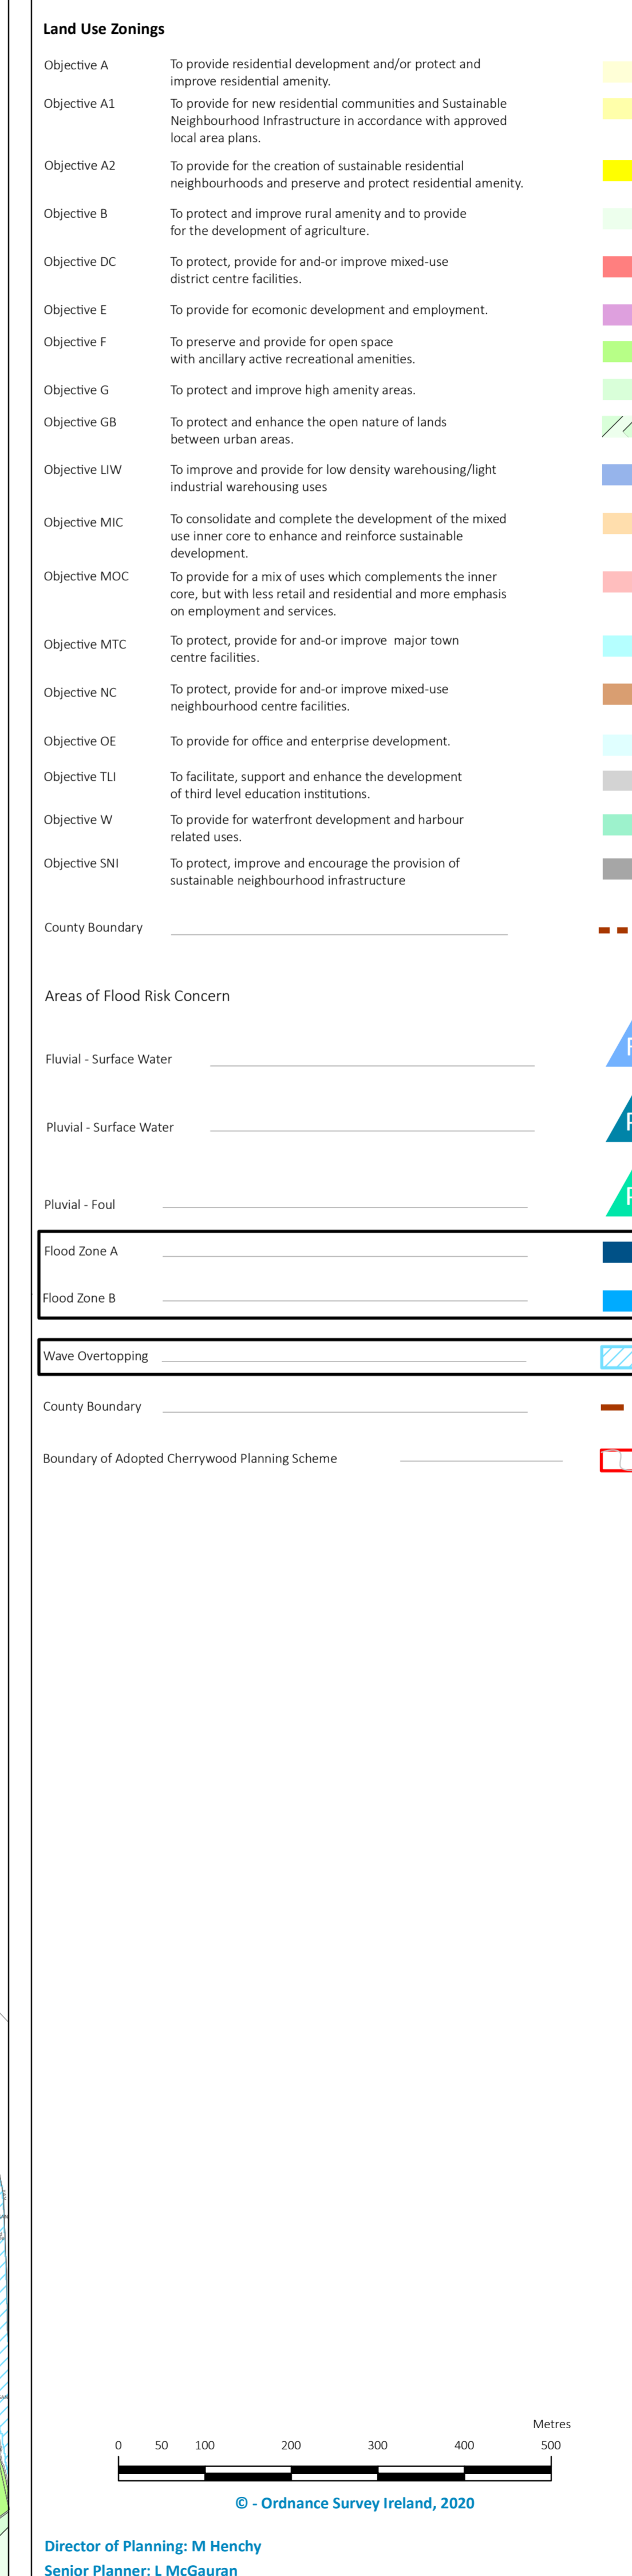 Land Use Zonings
Objective A To provide residential development and/or protect and
improve residential amenity.
Objective A1 To provide for new residential communities and Sustainable
Neighbourhood Infrastructure in accordance with approved
local area plans.
Objective A2 To provide for the creation of sustainable residential
neighbourhoods and preserve and protect residential amenity.
Objective B To protect and improve rural amenity and to provide
for the development of agriculture.
Objective DC To protect, provide for and-or improve mixed-use
district centre facilities.
Objective E To provide for ecomonic development and employment.
Objective F To preserve and provide for open space
with ancillary active recreational amenities.
Objective G To protect and improve high amenity areas.
Objective GB To protect and enhance the open nature of lands
between urban areas.
Objective LIW To improve and provide for low density warehousing/light
industrial warehousing uses
Objective MIC To consolidate and complete the development of the mixed
use inner core to enhance and reinforce sustainable
development.
Objective MOC To provide for a mix of uses which complements the inner
core, but with less retail and residential and more emphasis
on employment and services.
Objective MTC To protect, provide for and-or improve major town
centre facilities.
Objective NC To protect, provide for and-or improve mixed-use
neighbourhood centre facilities.
Objective OE To provide for office and enterprise development.
Objective TLI To facilitate, support and enhance the development
of third level education institutions.
Objective W To provide for waterfront development and harbour
related uses.
Objective SNI To protect, improve and encourage the provision of
sustainable neighbourhood infrastructure
County Boundary
Areas of Flood Risk Concern
Fluvial - Surface Water
Pluvial - Surface Water
Pluvial - Foul
Flood Zone A
Flood Zone B
Wave Overtopping
County Boundary
Boundary of Adopted Cherrywood Planning Scheme
Metres
0 50 100 200 300 400 500
© - Ordnance Survey Ireland, 2020
Director of Planning: M Henchy
Senior Planner: L McGauran